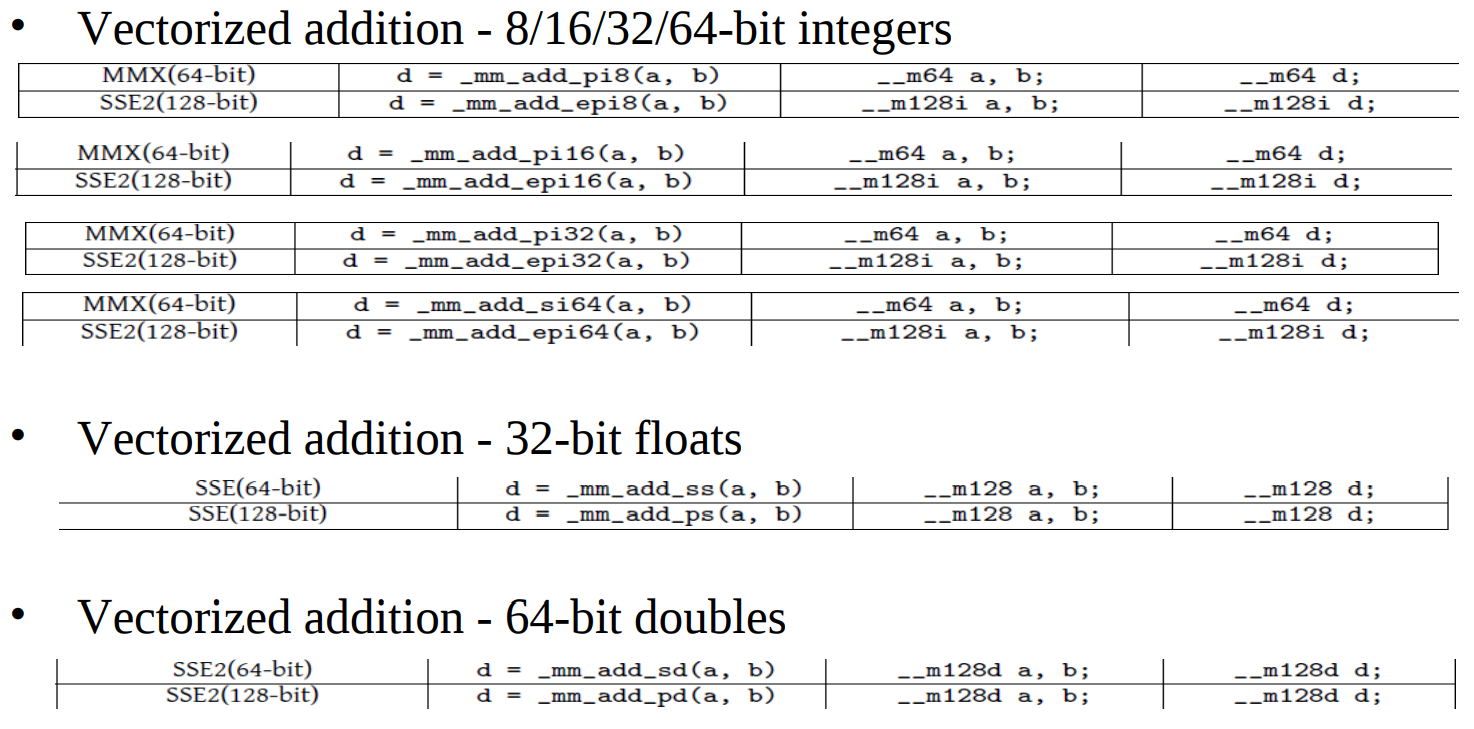 • Vectorized addition - 8/16/32/64-bit integers
MMX(64-bit) d = _mm_add_pi8(a, b) __m64 a, b; __m64 d;
SSE2(128-bit) d = _mm_add_epi8(a, b) __m128i a, b; __m128i d;
MMX(64-bit) d = _mm_add_pi16(a, b) __m64 a, b; __m64 d;
SSE2(128-bit) d = _mm_add_epi16(a, b) __m128i a, b; __m128i d;
MMX(64-bit) d = _mm_add_pi32(a, b) __m64 a, b; __m64 d;
SSE2(128-bit) d = _mm_add_epi32(a, b) __m128i a, b; __m128i d;
MMX(64-bit) d = _mm_add_si64(a, b) __m64 a, b; __m64 d;
SSE2(128-bit) d = _mm_add_epi64(a, b) __m128i a, b; __m128i d;
• Vectorized addition - 32-bit floats
SSE(64-bit) d = _mm_add_ss(a, b) __m128 a, b; __m128 d;
SSE(128-bit) d = _mm_add_ps(a, b) __m128 a, b; __m128 d;
• Vectorized addition - 64-bit doubles
SSE2(64-bit) d = _mm_add_sd(a, b) __m128d a, b; __m128d d;
SSE2(128-bit) d = _mm_add_pd(a, b) __m128d a, b; __m128d d;